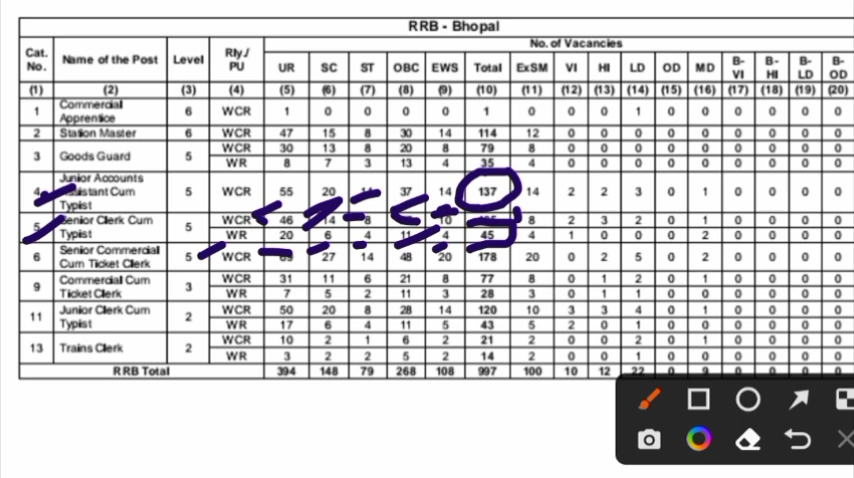 RRB - Bhopal
Cat. No. Name of the Post Level Rly./ PU No. of Vacancies
UR SC ST OBC EWS Total ExSM VI HI LD OD MD B-VI B-HI B-LD B-OD
(1) (2) (3) (4) (5) (6) (7) (8) (9) (10) (11) (12) (13) (14) (15) (16) (17) (18) (19) (20)
1 Commercial Apprentice 6 WCR 1 0 0 0 0 1 0 0 0 1 0 0 0 0 0 0
2 Station Master 6 WCR 47 15 8 30 14 114 12 0 0 0 0 0 0 0 0 0
3 Goods Guard 5 WCR 30 13 8 20 8 79 8 0 0 0 0 0 0 0 0 0
WR 8 7 3 13 4 35 4 0 0 0 0 0 0 0 0 0
4 Junior Accounts Assistant Cum Typist 5 WCR 55 20 37 14 137 14 2 2 3 0 1 0 0 0 0
5 Senior Clerk Cum Typist 5 WCR 46 14 8 10 8 2 3 2 0 1 0 0 0 0
WR 20 6 4 11 4 45 4 1 0 0 0 2 0 0 0 0
6 Senior Commercial Cum Ticket Clerk 5 WCR 27 14 48 20 178 20 0 2 5 0 2 0 0 0 0
9 Commercial Cum Ticket Clerk 3 WCR 31 11 6 21 8 77 8 0 1 2 0 1 0 0 0 0
WR 7 5 2 11 3 28 3 0 1 1 0 0 0 0 0 0
11 Junior Clerk Cum Typist 2 WCR 50 20 8 28 14 120 10 3 3 4 0 1 0 0 0 0
WR 17 6 4 11 5 43 5 2 0 1 0 0 0 0 0 0
13 Trains Clerk 2 WCR 10 2 1 6 2 21 2 0 0 2 0 1 0 0 0 0
WR 3 2 2 5 2 14 2 0 0 1 0 0 0 0 0 0
RRB Total 394 148 79 268 108 997 100 10 12 22 0 9 0 0 0 0